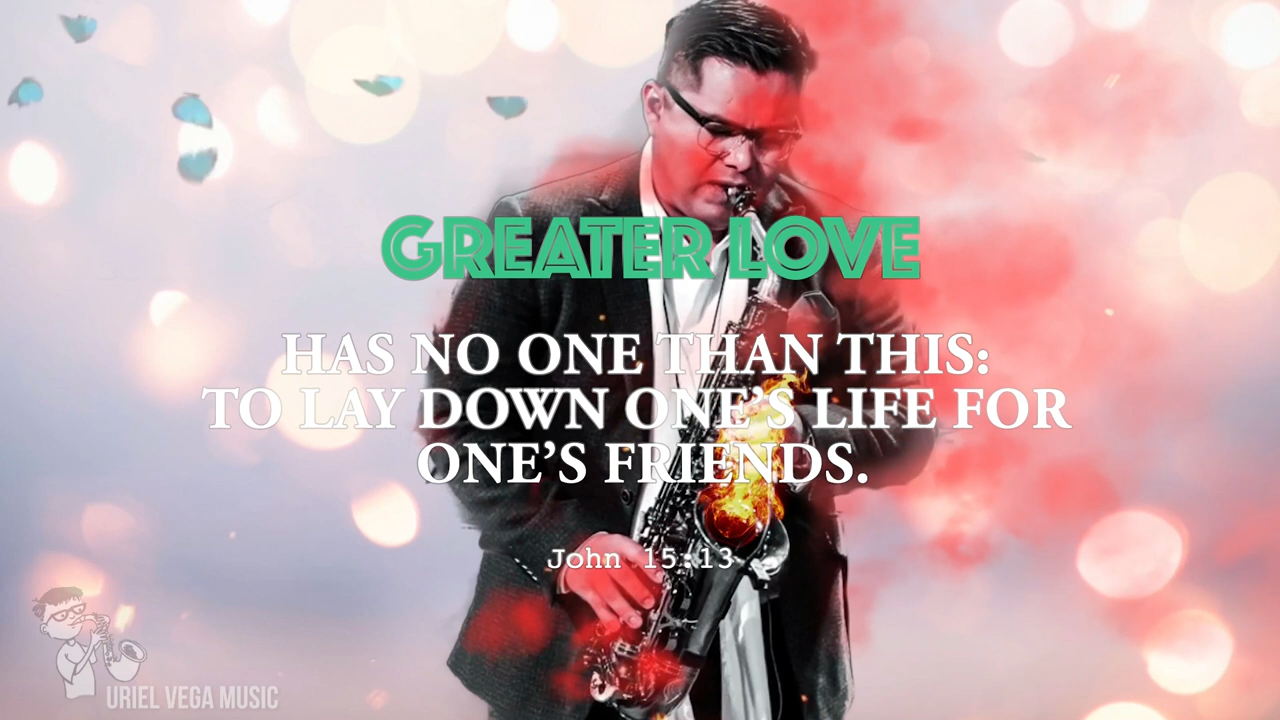 GREATER LOVE
HAS NO ONE THAN THIS:
TO LAY DOWN ONE’S LIFE FOR
ONE’S FRIENDS.
John 15:13
URIEL VEGA MUSIC